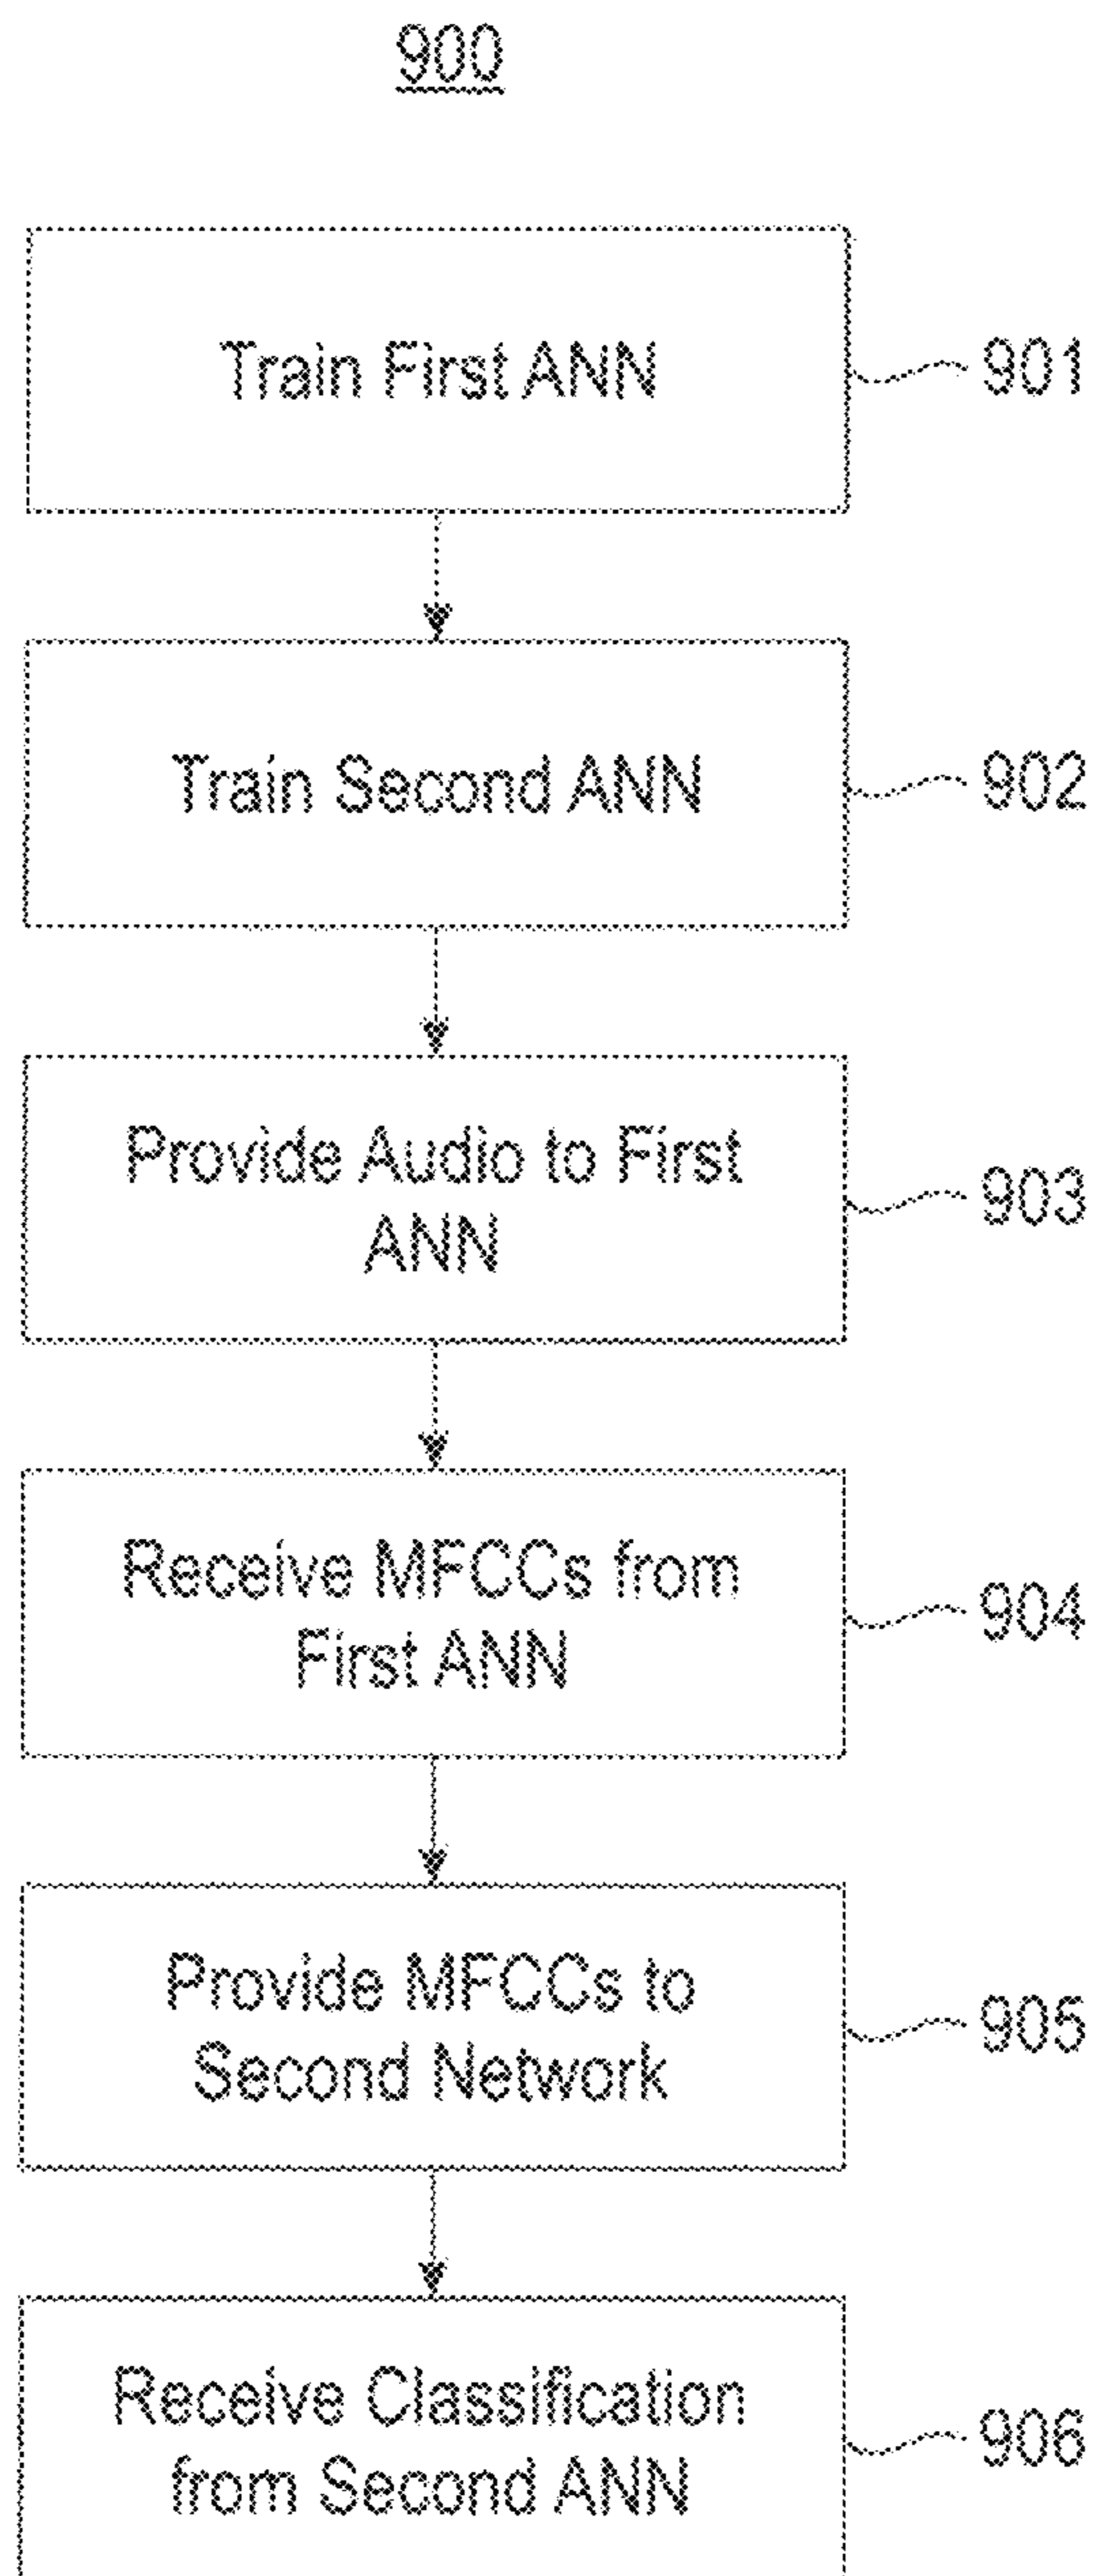 900
Train First ANN
901
Train Second ANN
902
Provide Audio to First
ANN
903
Receive MFCCs from
First ANN
904
Provide MFCCs to
Second Network
905
Receive Classification
from Second ANN
906